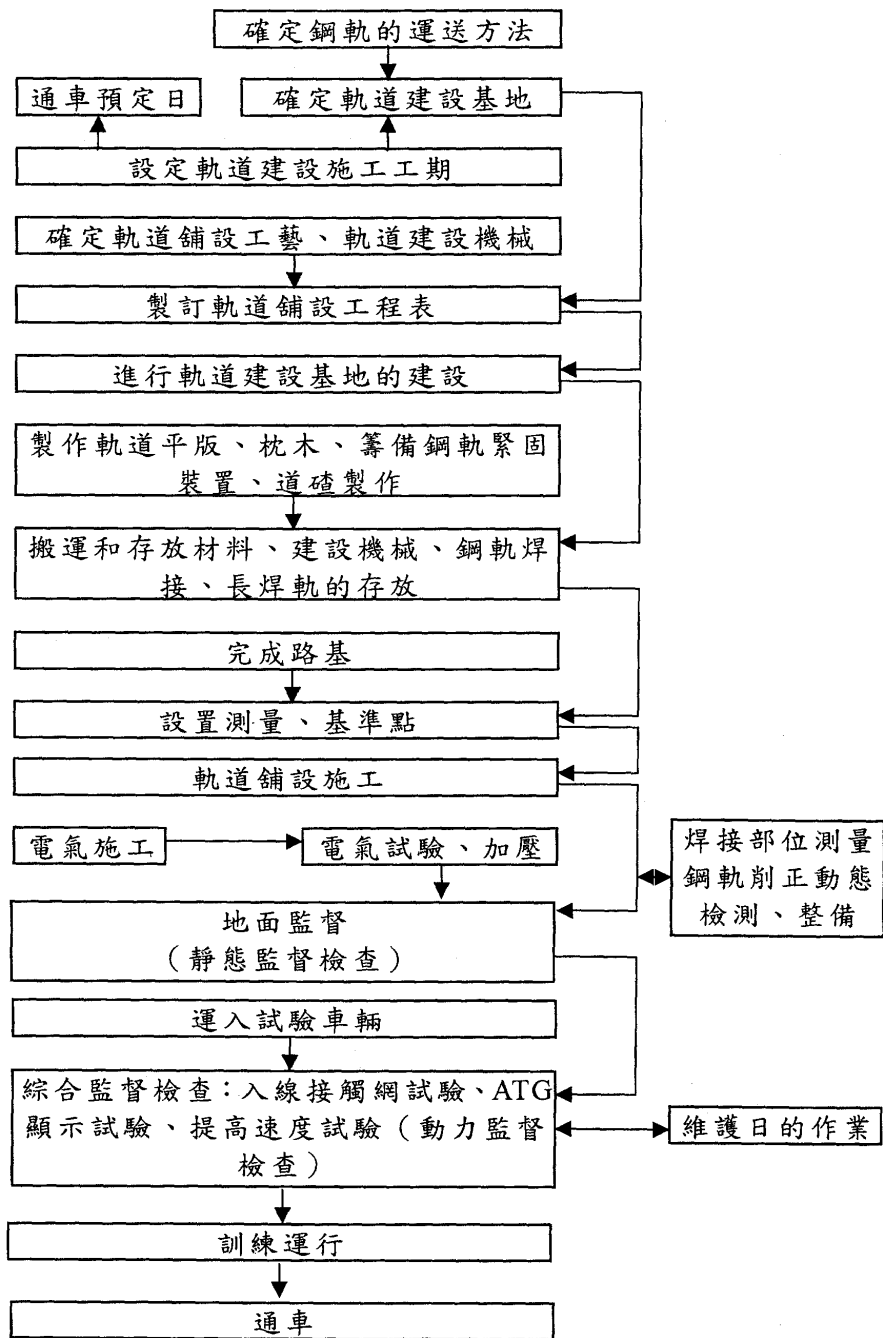 確定鋼軌的運送方法
通車預定日
確定軌道建設基地
設定軌道建設施工工期
確定軌道舖設工藝、軌道建設機械
製訂軌道舖設工程表
進行軌道建設基地的建設
製作軌道平版、枕木、籌備鋼軌緊固
裝置、道碴製作
搬運和存放材料、建設機械、鋼軌焊
接、長焊軌的存放
完成路基
設置測量、基準點
軌道舖設施工
電氣施工
電氣試驗、加壓
焊接部位測量
鋼軌削正動態
檢測、整備
地面監督
（靜態監督檢查）
運入試驗車輛
綜合監督檢查：入線接觸網試驗、ATG
顯示試驗、提高速度試驗（動力監督
檢查）
維護日的作業
訓練運行
通車